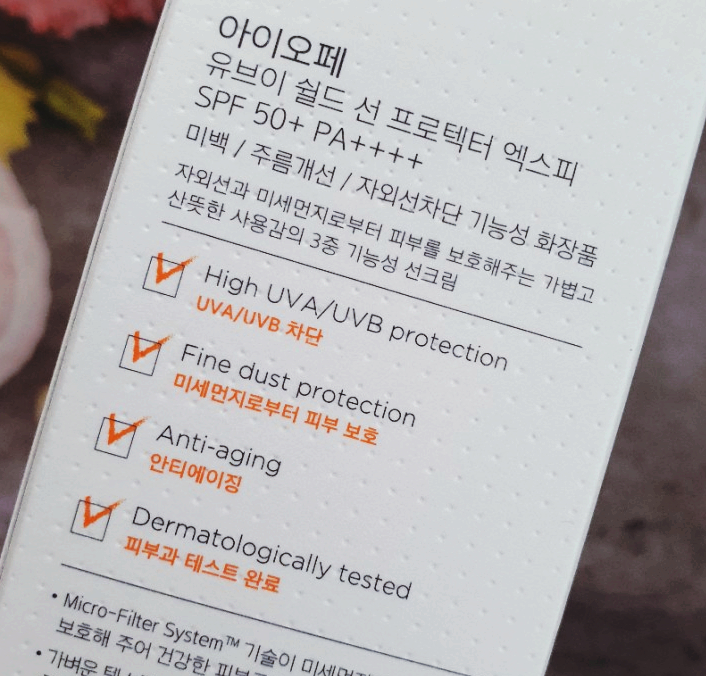 아이오페
유브이 쉴드 선 프로텍터 엑스피
SPF 50+ PA++++
미백 / 주름개선 / 자외선차단 기능성 화장품
자외선과 미세먼지로부터 피부를 보호해주는 가볍고
산뜻한 사용감의 3중 기능성 선크림
High UVA/UVB protection
UVA/UVB 차단
Fine dust protection
미세먼지로부터 피부 보호
Anti-aging
안티에이징
Dermatologically tested
피부과 테스트 완료
• Micro-Filter System™ 기술이
보호해 주어 건강한
• 가벼운